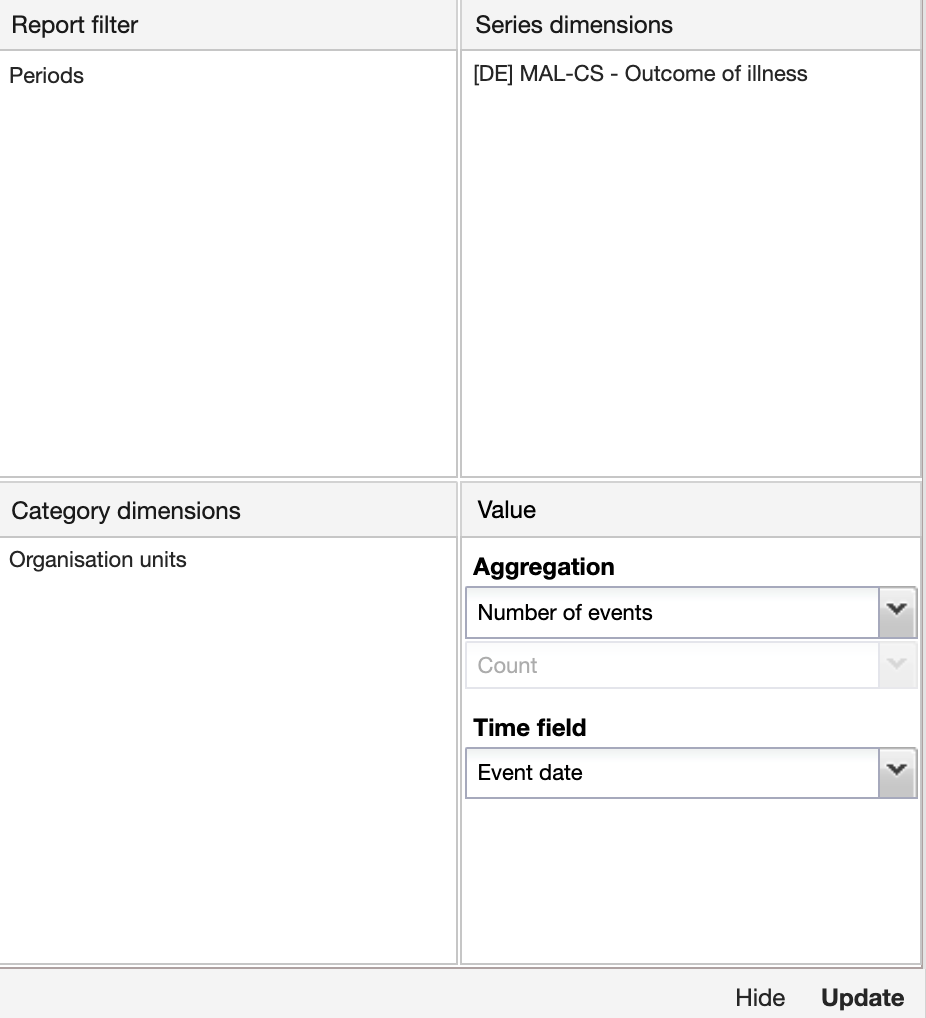 Report filter
Series dimensions
Periods
[DE] MAL-CS - Outcome of illness
Category dimensions
Value
Organisation units
Aggregation
Number of events
Count
Time field
Event date
Hide
Update